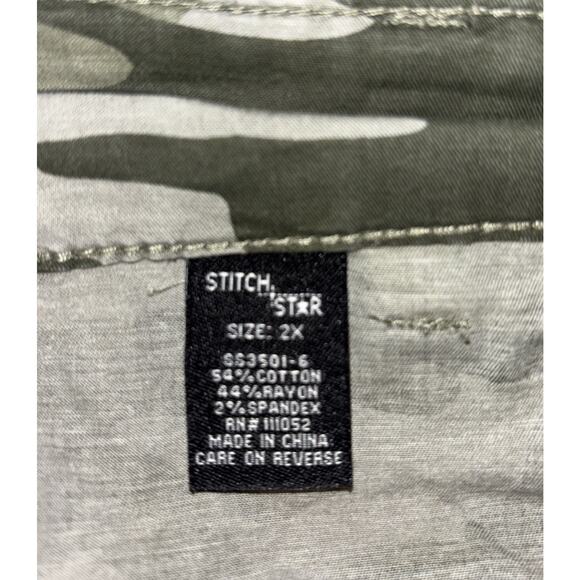 STITCH
STAR
SIZE: 2X
SS3501-6
54%COTTON
44%RAYON
2%SPANDEX
RN#111052
MADE IN CHINA
CARE ON REVERSE